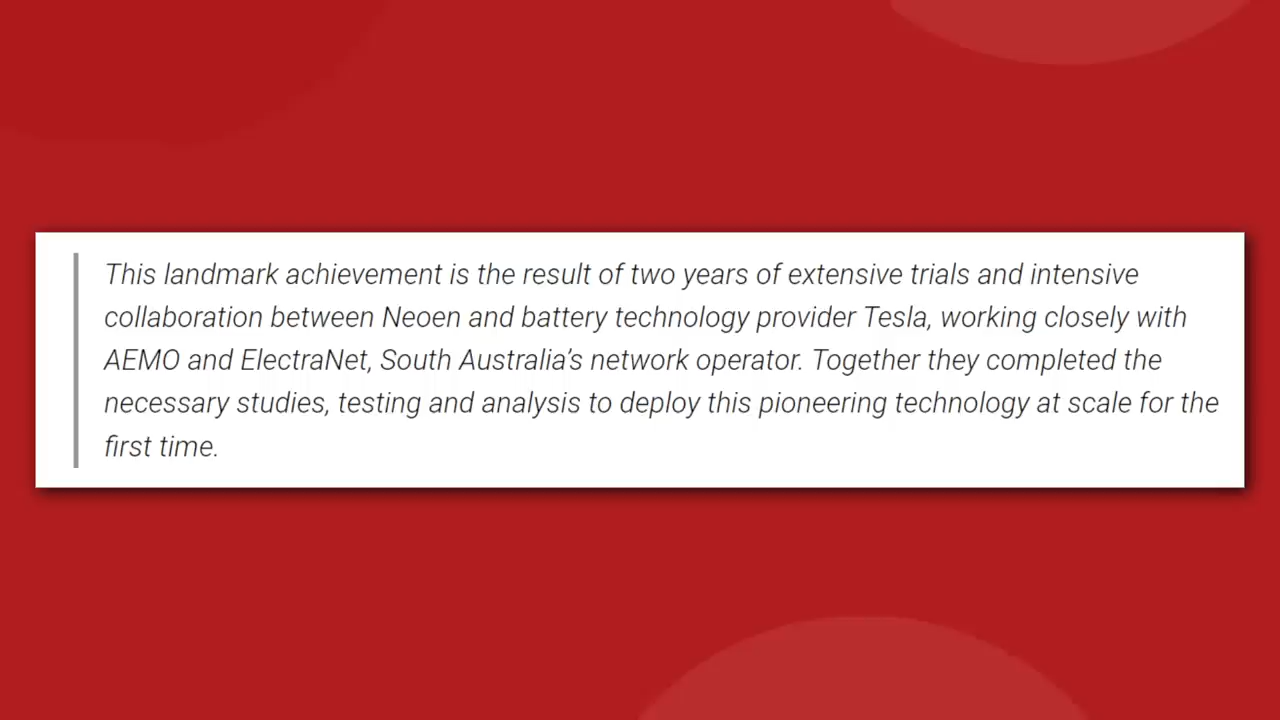 This landmark achievement is the result of two years of extensive trials and intensive
collaboration between Neoen and battery technology provider Tesla, working closely with
AEMO and ElectraNet, South Australia’s network operator. Together they completed the
necessary studies, testing and analysis to deploy this pioneering technology at scale for the
first time.